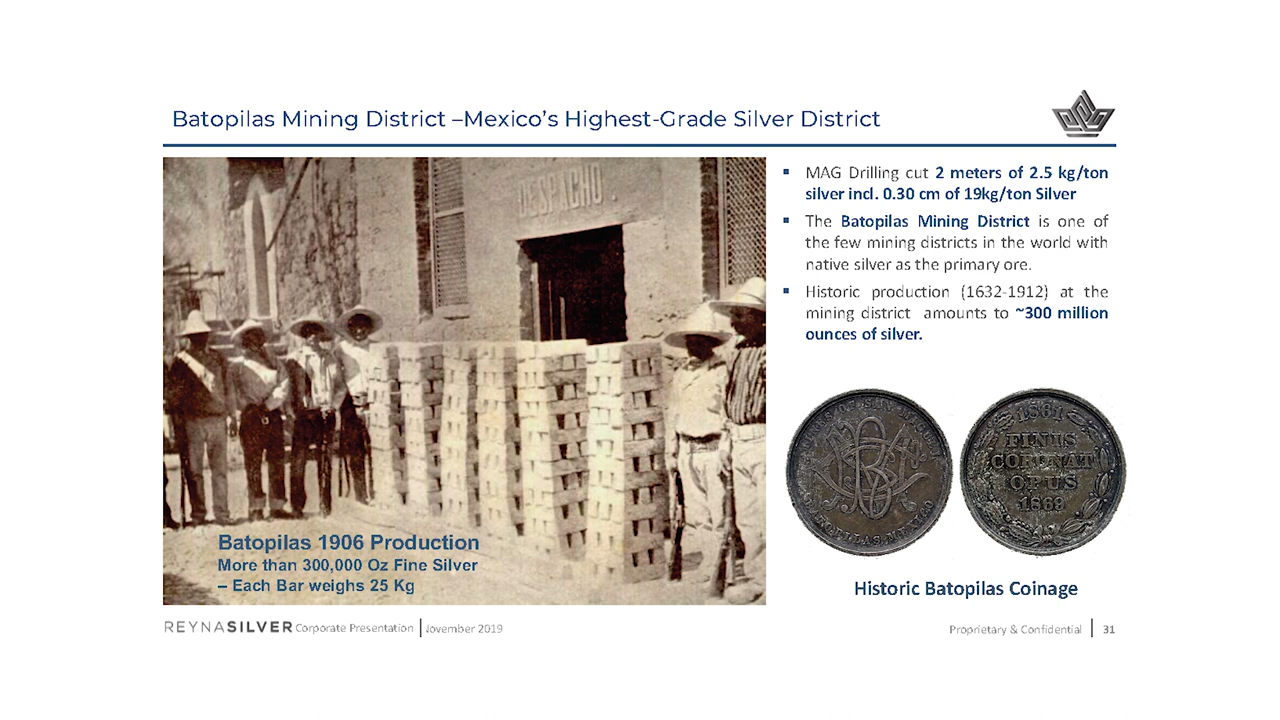 Batopilas Mining District –Mexico's Highest-Grade Silver District
DESPACHO.
Batopilas 1906 Production
More than 300,000 Oz Fine Silver
– Each Bar weighs 25 Kg
▪ MAG Drilling cut 2 meters of 2.5 kg/ton
silver incl. 0.30 cm of 19kg/ton Silver
▪ The Batopilas Mining District is one of
the few mining districts in the world with
native silver as the primary ore.
▪ Historic production (1632-1912) at the
mining district amounts to ~300 million
ounces of silver.
BATOPILAS MEXICO
1861
FINIS
CORONAT
OPUS
1863
Historic Batopilas Coinage
REYNASILVER Corporate Presentation | November 2019
Proprietary & Confidential | 31